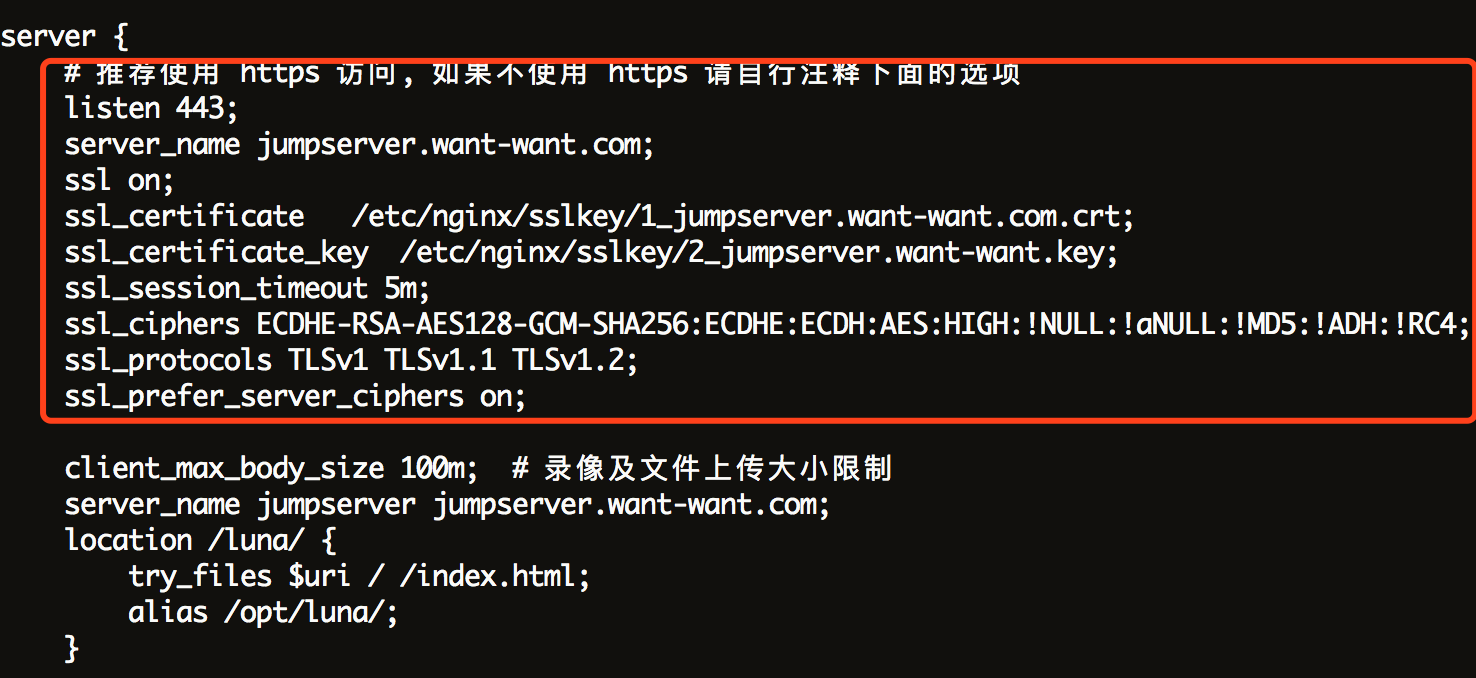 server {
# 推荐使用 https 访问, 如果不使用 https 请自行注释下面的选项
listen 443;
server_name jumpserver.want-want.com;
ssl on;
ssl_certificate   /etc/nginx/sslkey/1_jumpserver.want-want.com.crt;
ssl_certificate_key  /etc/nginx/sslkey/2_jumpserver.want-want.key;
ssl_session_timeout 5m;
ssl_ciphers ECDHE-RSA-AES128-GCM-SHA256:ECDHE:ECDH:AES:HIGH:!NULL:!aNULL:!MD5:!ADH:!RC4;
ssl_protocols TLSv1 TLSv1.1 TLSv1.2;
ssl_prefer_server_ciphers on;
client_max_body_size 100m;  # 录像及文件上传大小限制
server_name jumpserver jumpserver.want-want.com;
location /luna/ {
try_files $uri / /index.html;
alias /opt/luna/;
}